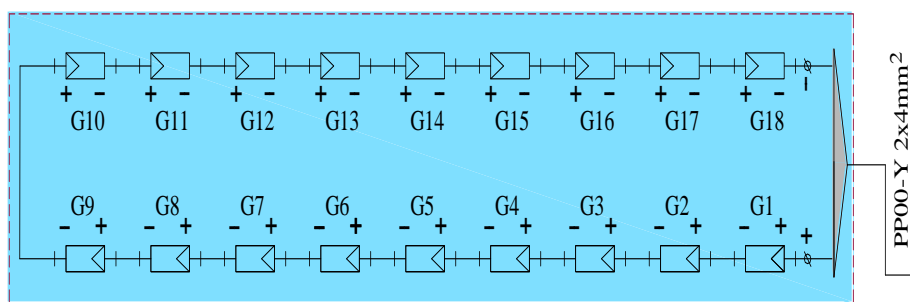 + - + - + - + - + - + - + - + - + - -
G10 G11 G12 G13 G14 G15 G16 G17 G18
G9 G8 G7 G6 G5 G4 G3 G2 G1
- + - + - + - + - + - + - + - + - + +
PP00-Y 2x4mm²